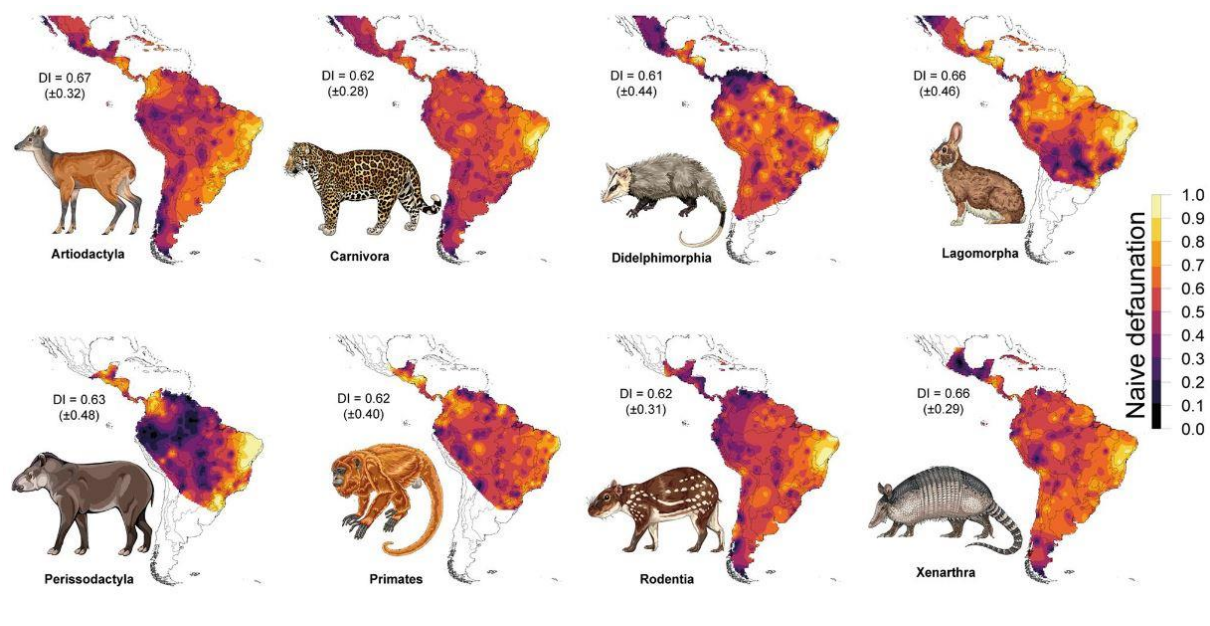 DI = 0.67
(±0.32)
Artiodactyla
DI = 0.62
(±0.28)
Carnivora
DI = 0.61
(±0.44)
Didelphimorphia
DI = 0.66
(±0.46)
Lagomorpha
DI = 0.63
(±0.48)
Perissodactyla
DI = 0.62
(±0.40)
Primates
DI = 0.62
(±0.31)
Rodentia
DI = 0.66
(±0.29)
Xenarthra
Naive defaunation
1.0
0.9
0.8
0.7
0.6
0.5
0.4
0.3
0.2
0.1
0.0